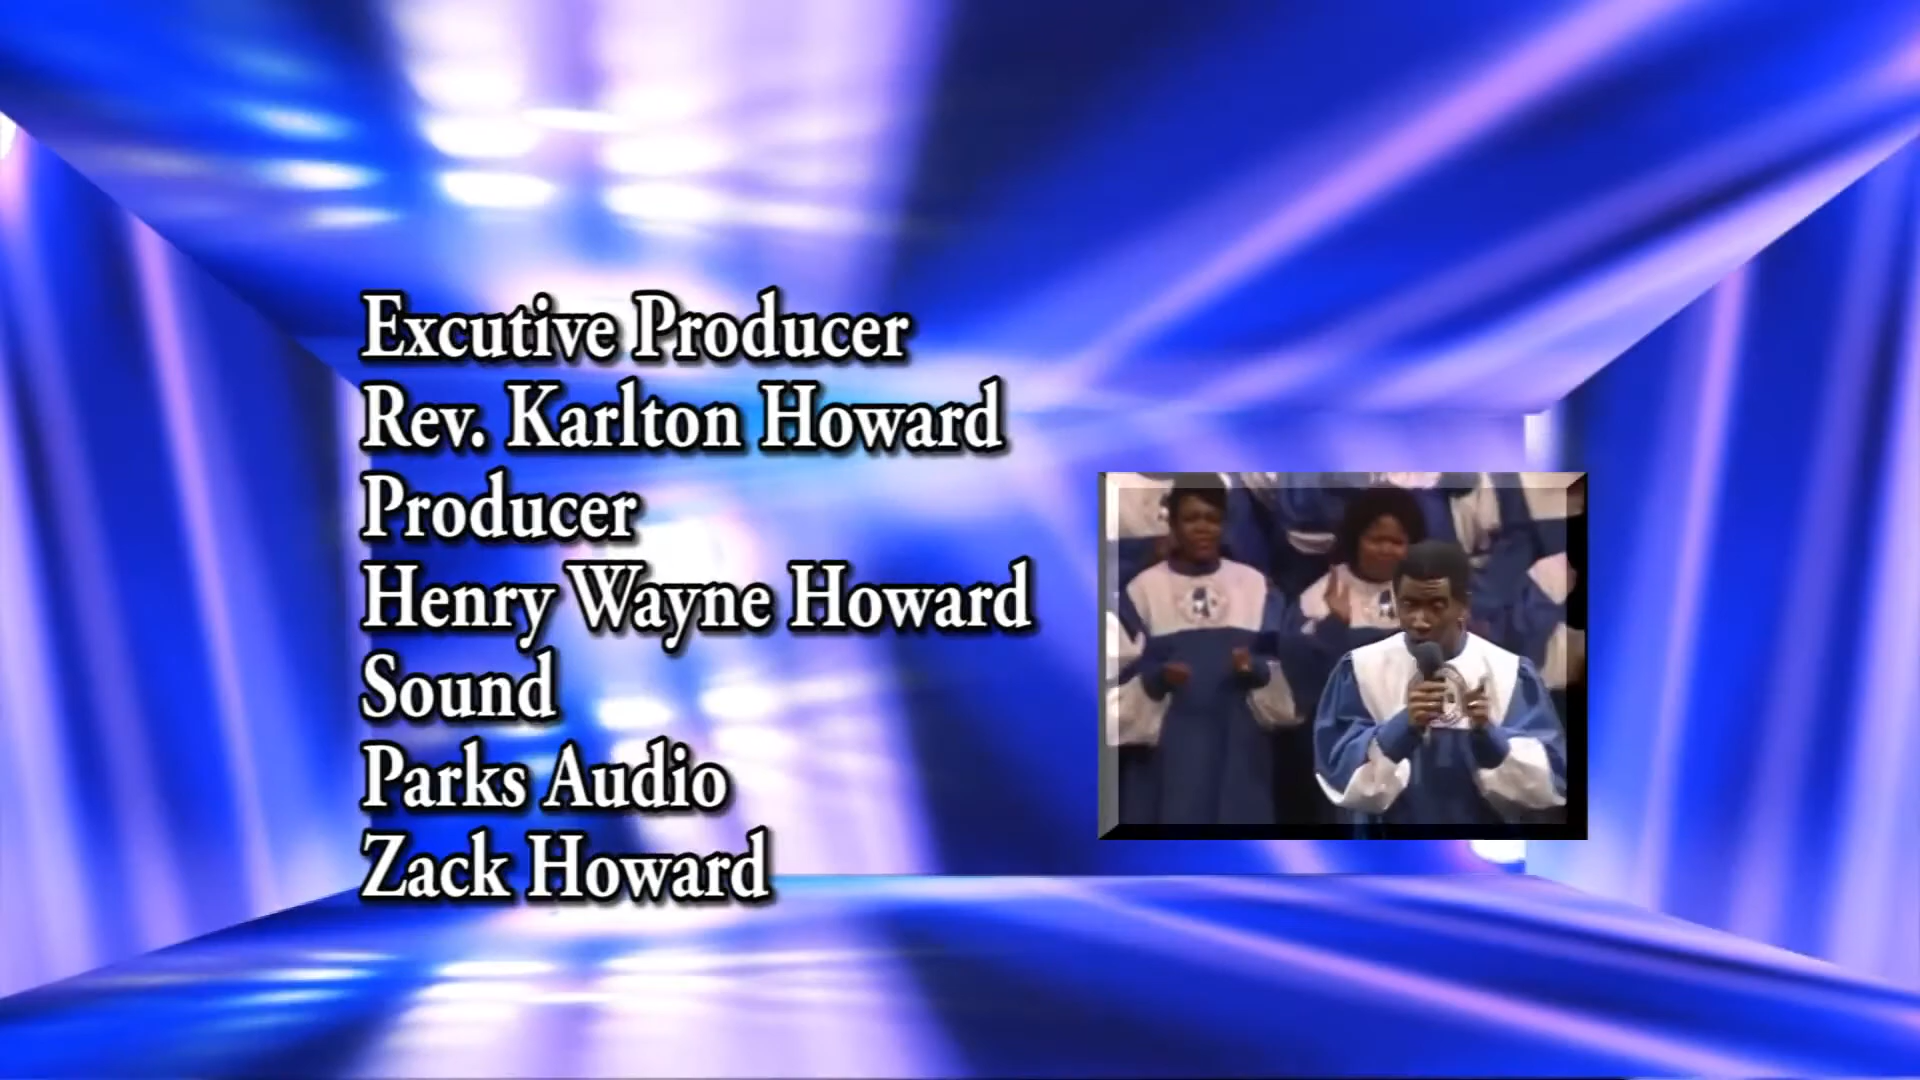 Excutive Producer
Rev. Karlton Howard
Producer
Henry Wayne Howard
Sound
Parks Audio
Zack Howard